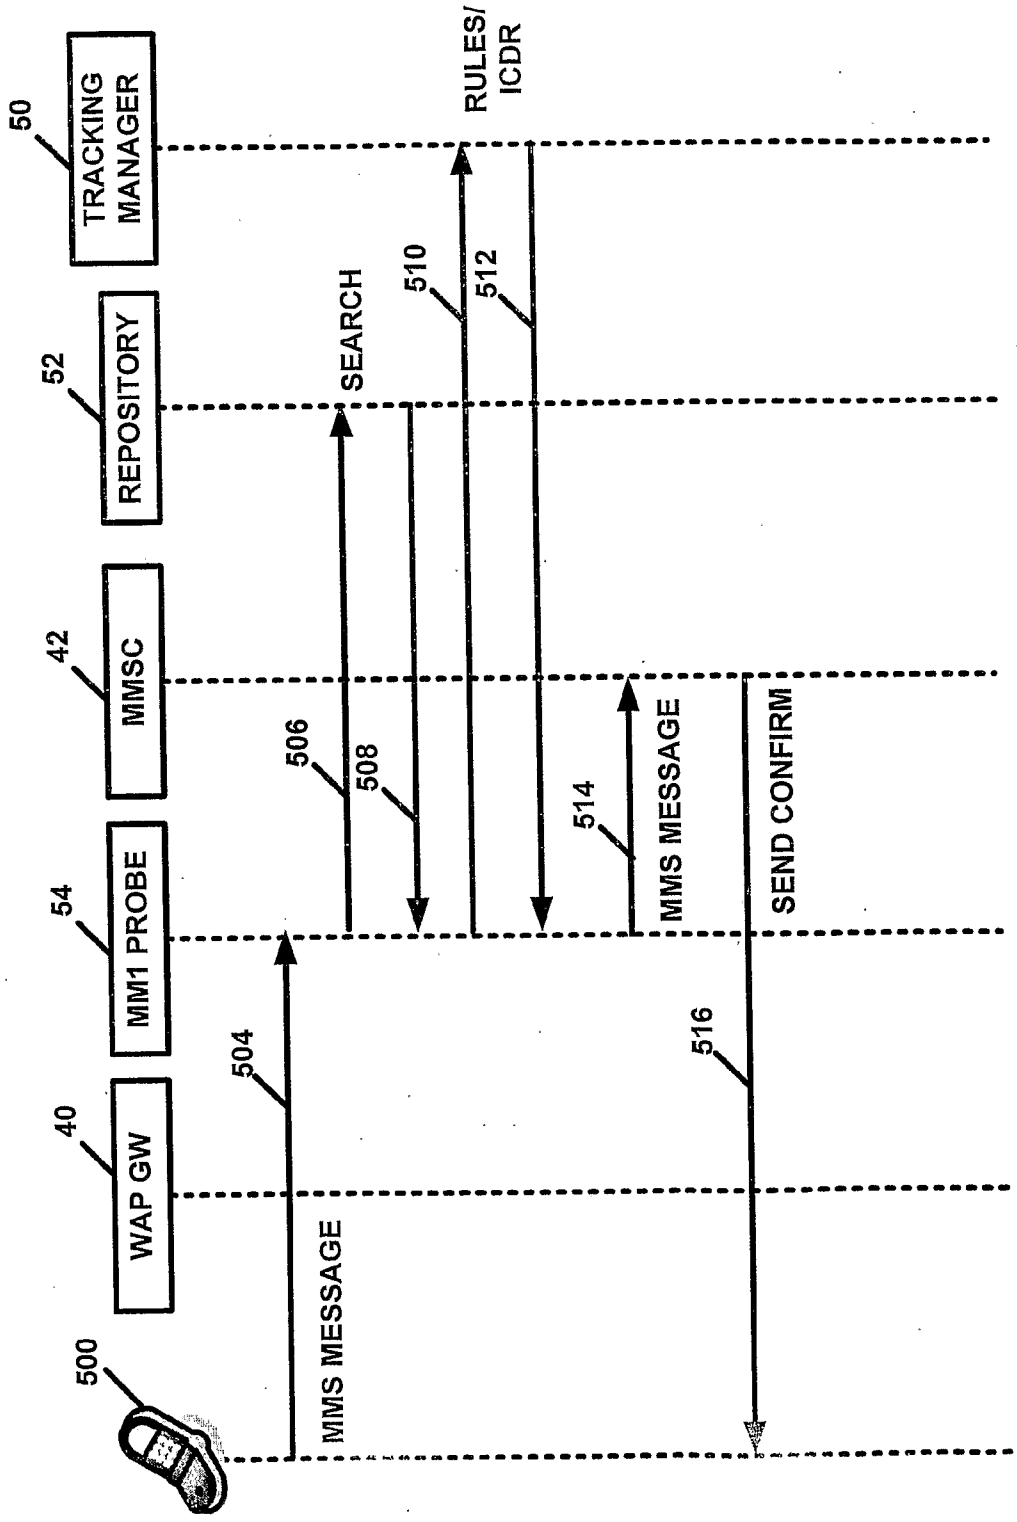 500
40
54
42
52
50
WAP GW
MM1 PROBE
MMSC
REPOSITORY
TRACKING
MANAGER
504
MMS MESSAGE
506
SEARCH
508
510
RULES/
ICDR
512
514
MMS MESSAGE
516
SEND CONFIRM